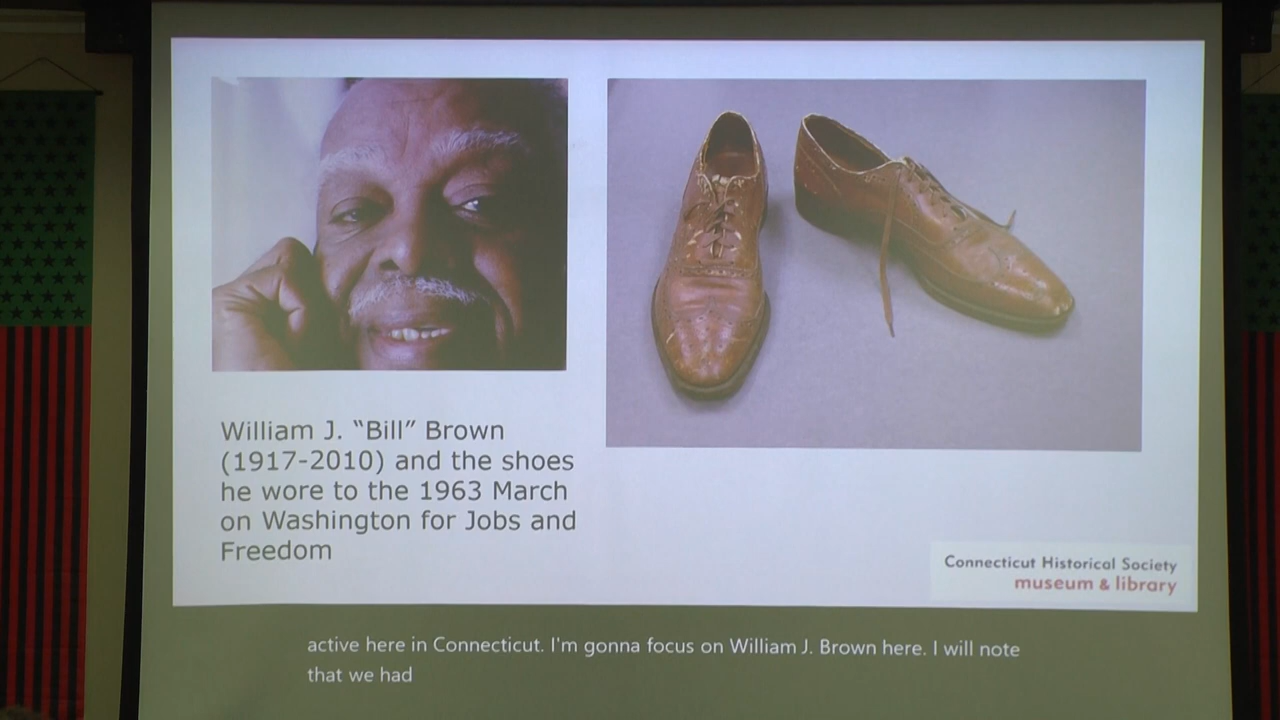 William J. “Bill” Brown
(1917-2010) and the shoes
he wore to the 1963 March
on Washington for Jobs and
Freedom
Connecticut Historical Society
museum & library
active here in Connecticut. I'm gonna focus on William J. Brown here. I will note
that we had